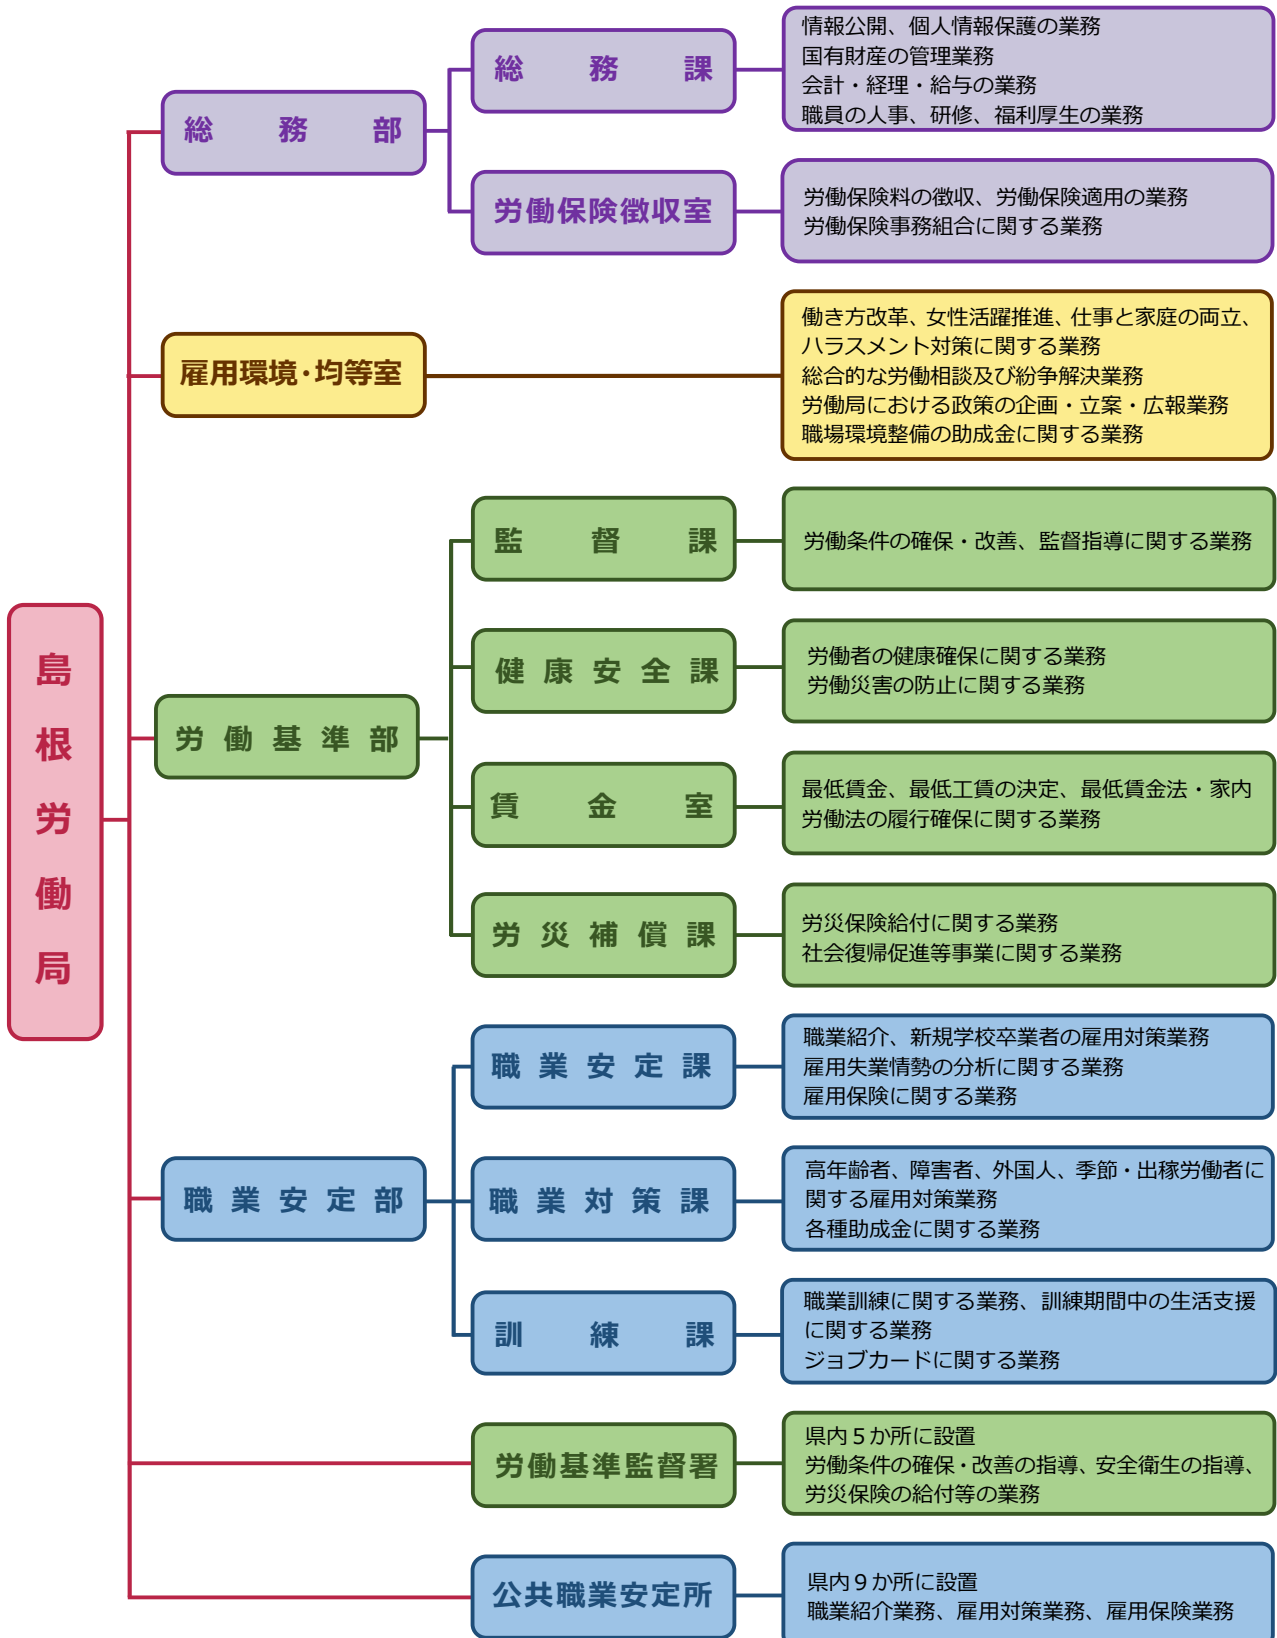 島根労働局
総務部
総務課
情報公開、個人情報保護の業務
国有財産の管理業務
会計・経理・給与の業務
職員の人事、研修、福利厚生の業務
労働保険徴収室
労働保険料の徴収、労働保険適用の業務
労働保険事務組合に関する業務
雇用環境・均等室
働き方改革、女性活躍推進、仕事と家庭の両立、
ハラスメント対策に関する業務
総合的な労働相談及び紛争解決業務
労働局における政策の企画・立案・広報業務
職場環境整備の助成金に関する業務
労働基準部
監督課
労働条件の確保・改善、監督指導に関する業務
健康安全課
労働者の健康確保に関する業務
労働災害の防止に関する業務
賃金室
最低賃金、最低工賃の決定、最低賃金法・家内
労働法の履行確保に関する業務
労災補償課
労災保険給付に関する業務
社会復帰促進等事業に関する業務
職業安定部
職業安定課
職業紹介、新規学校卒業者の雇用対策業務
雇用失業情勢の分析に関する業務
雇用保険に関する業務
職業対策課
高年齢者、障害者、外国人、季節・出稼労働者に
関する雇用対策業務
各種助成金に関する業務
訓練課
職業訓練に関する業務、訓練期間中の生活支援
に関する業務
ジョブカードに関する業務
労働基準監督署
県内５か所に設置
労働条件の確保・改善の指導、安全衛生の指導、
労災保険の給付等の業務
公共職業安定所
県内９か所に設置
職業紹介業務、雇用対策業務、雇用保険業務